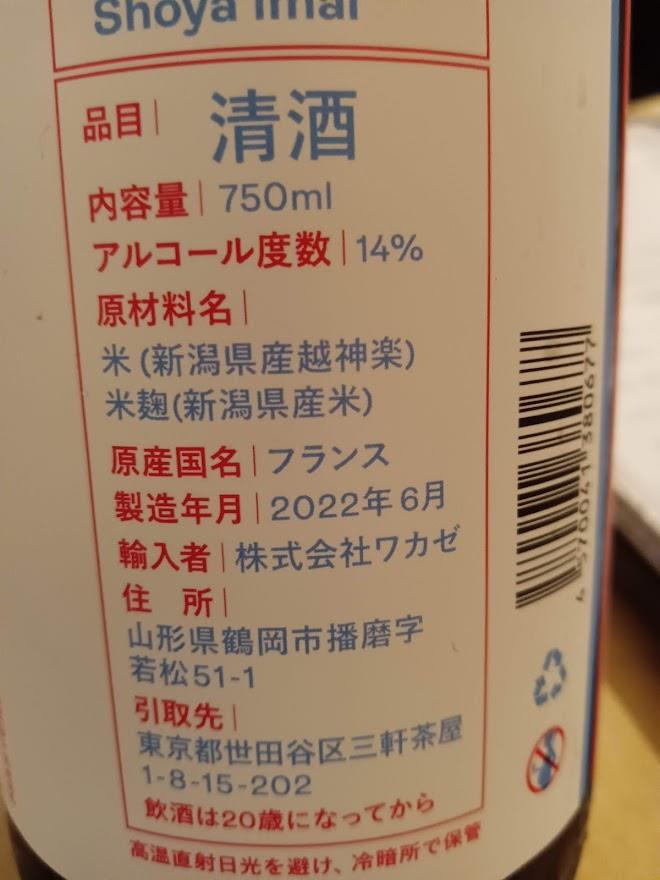 Shoya Imai
品目| 清酒
内容量| 750ml
アルコール度数| 14%
原材料名|
米 (新潟県産越神楽)
米麹(新潟県産米)
原産国名| フランス
製造年月| 2022年6月
輸入者| 株式会社ワカゼ
住 所|
山形県鶴岡市播磨字
若松51-1
引取先|
東京都世田谷区三軒茶屋
1-8-15-202
飲酒は20歳になってから
高温直射日光を避け、冷暗所で保管
4 570041 380677